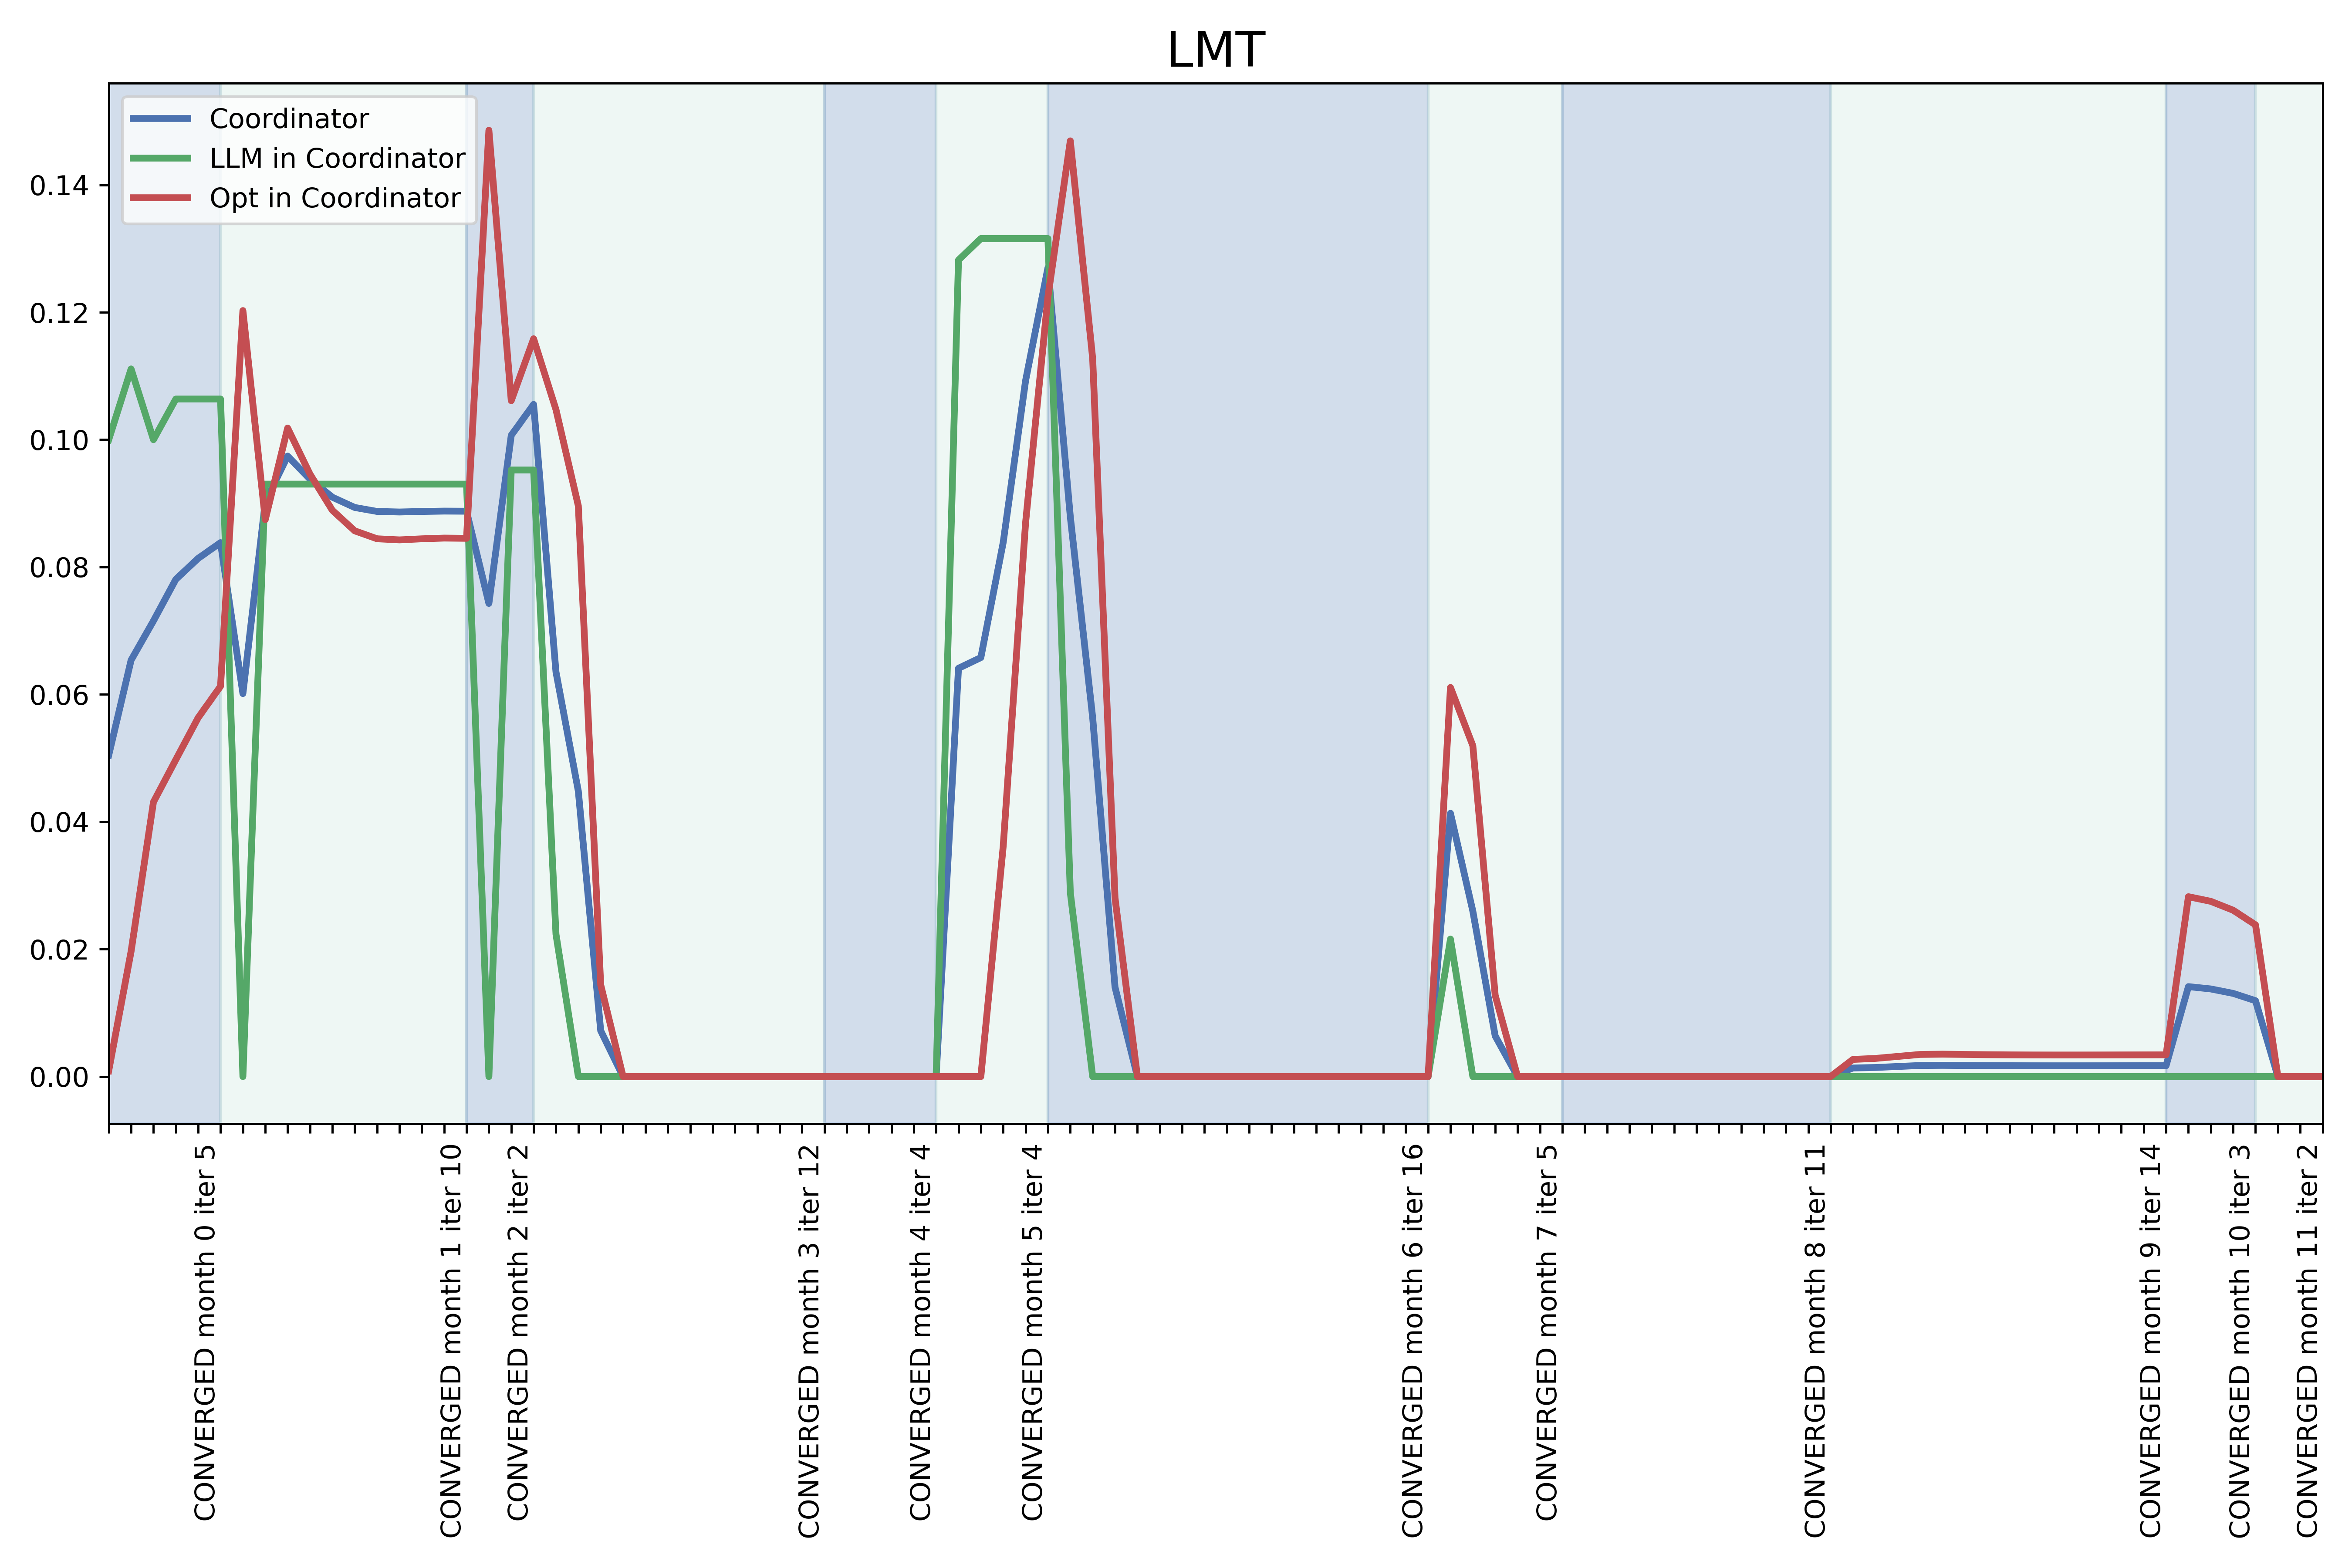 LMT
Coordinator
LLM in Coordinator
Opt in Coordinator
0.14
0.12
0.10
0.08
0.06
0.04
0.02
0.00
CONVERGED month 0 iter 5
CONVERGED month 1 iter 10
CONVERGED month 2 iter 2
CONVERGED month 3 iter 12
CONVERGED month 4 iter 4
CONVERGED month 5 iter 4
CONVERGED month 6 iter 16
CONVERGED month 7 iter 5
CONVERGED month 8 iter 11
CONVERGED month 9 iter 14
CONVERGED month 10 iter 3
CONVERGED month 11 iter 2